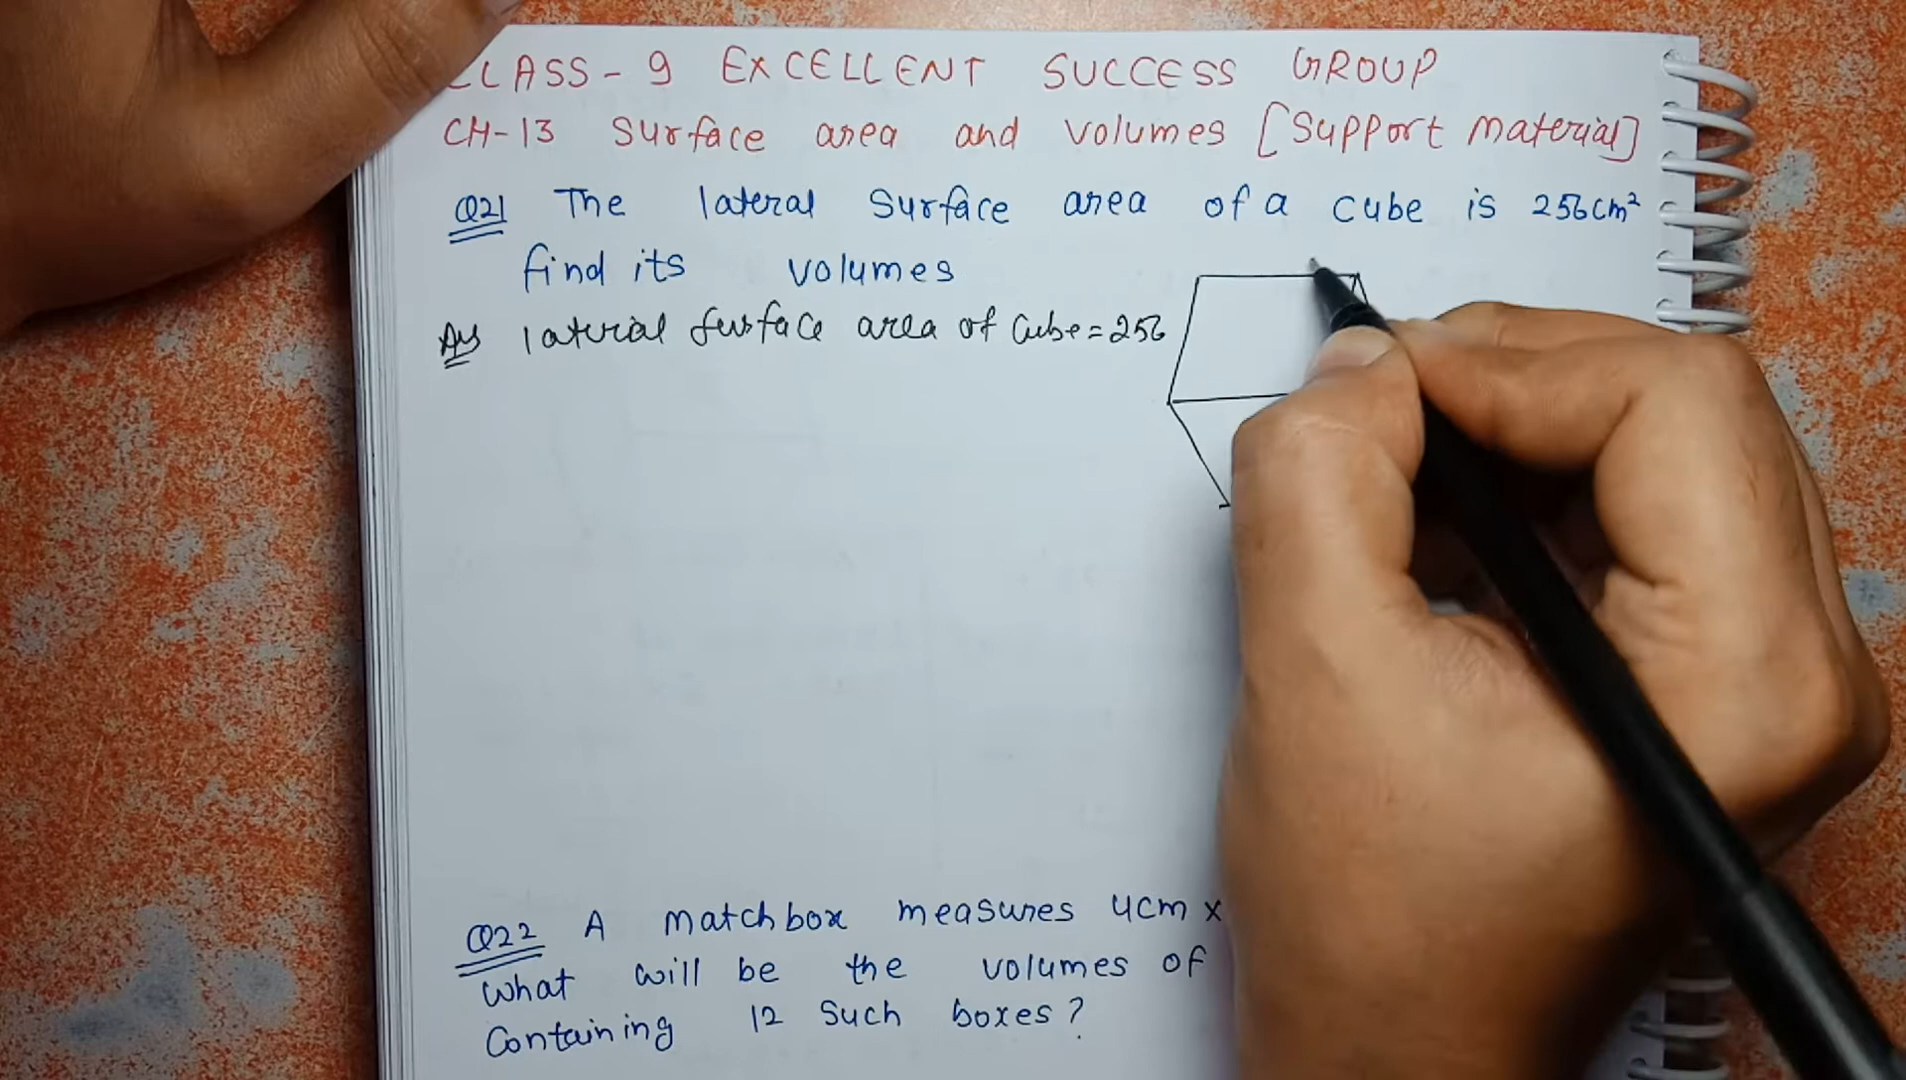 CLASS - 9 EXCELLENT SUCCESS GROUP
CH-13 Surface area and volumes [Support Material]
Q21 The lateral Surface area of a cube is 256cm²
find its volumes
Ans laterial surface area of Cube = 256
Q22 A matchbox measures 4cm x
What will be the volumes of
Containing 12 Such boxes?